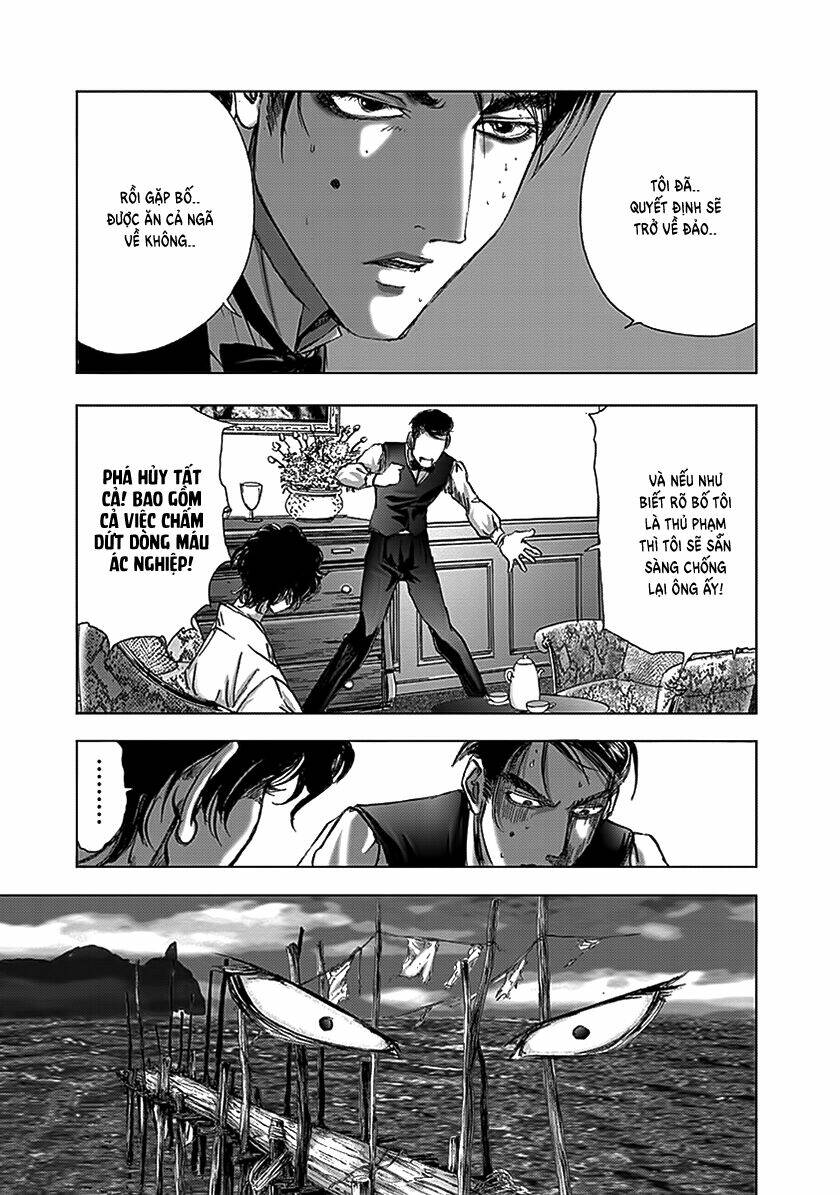 TÔI ĐÃ..
QUYẾT ĐỊNH SẼ
TRỞ VỀ ĐẢO..
RỒI GẶP BỐ..
ĐƯỢC ĂN CẢ NGÃ
VỀ KHÔNG..
VÀ NẾU NHƯ
BIẾT RÕ BỐ TÔI
LÀ THỦ PHẠM
THÌ TÔI SẼ SẴN
SÀNG CHỐNG
LẠI ÔNG ẤY!
PHÁ HỦY TẤT
CẢ! BAO GỒM
CẢ VIỆC CHẤM
DỨT DÒNG MÁU
ÁC NGHIỆP!
........